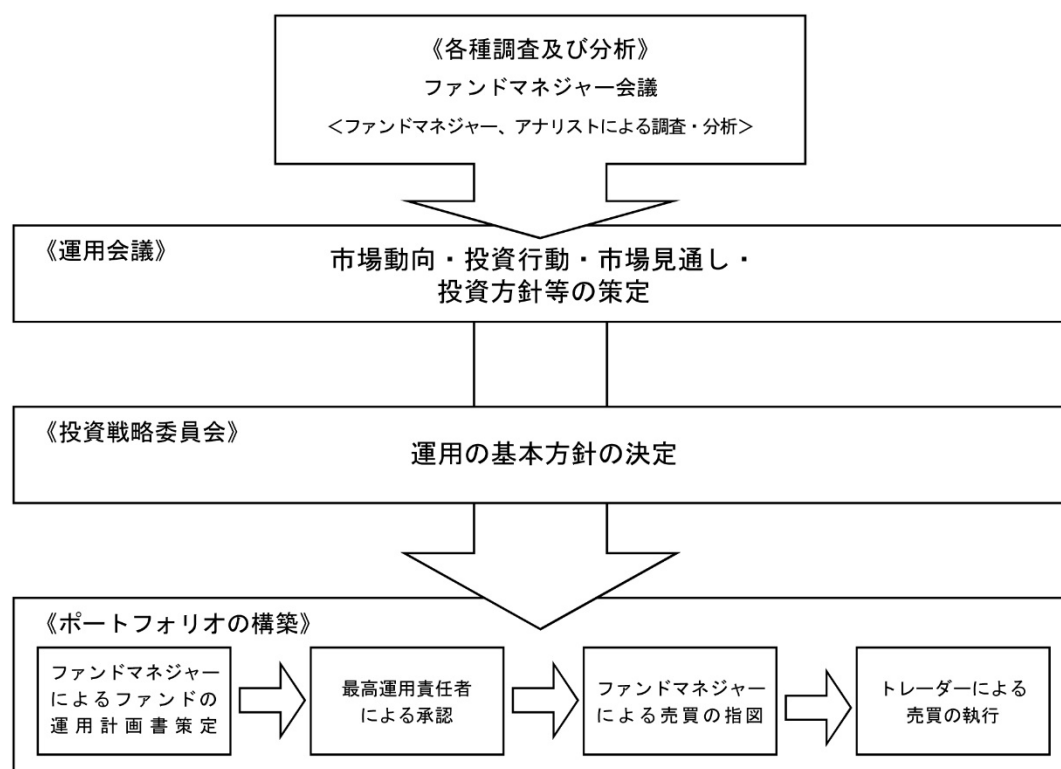 《各種調査及び分析》
ファンドマネジャー会議
＜ファンドマネジャー、アナリストによる調査・分析＞
《運用会議》
市場動向・投資行動・市場見通し・
投資方針等の策定
《投資戦略委員会》
運用の基本方針の決定
《ポートフォリオの構築》
ファンドマネジャー
によるファンドの
運用計画書策定
最高運用責任者
による承認
ファンドマネジャー
による売買の指図
トレーダーによる
売買の執行